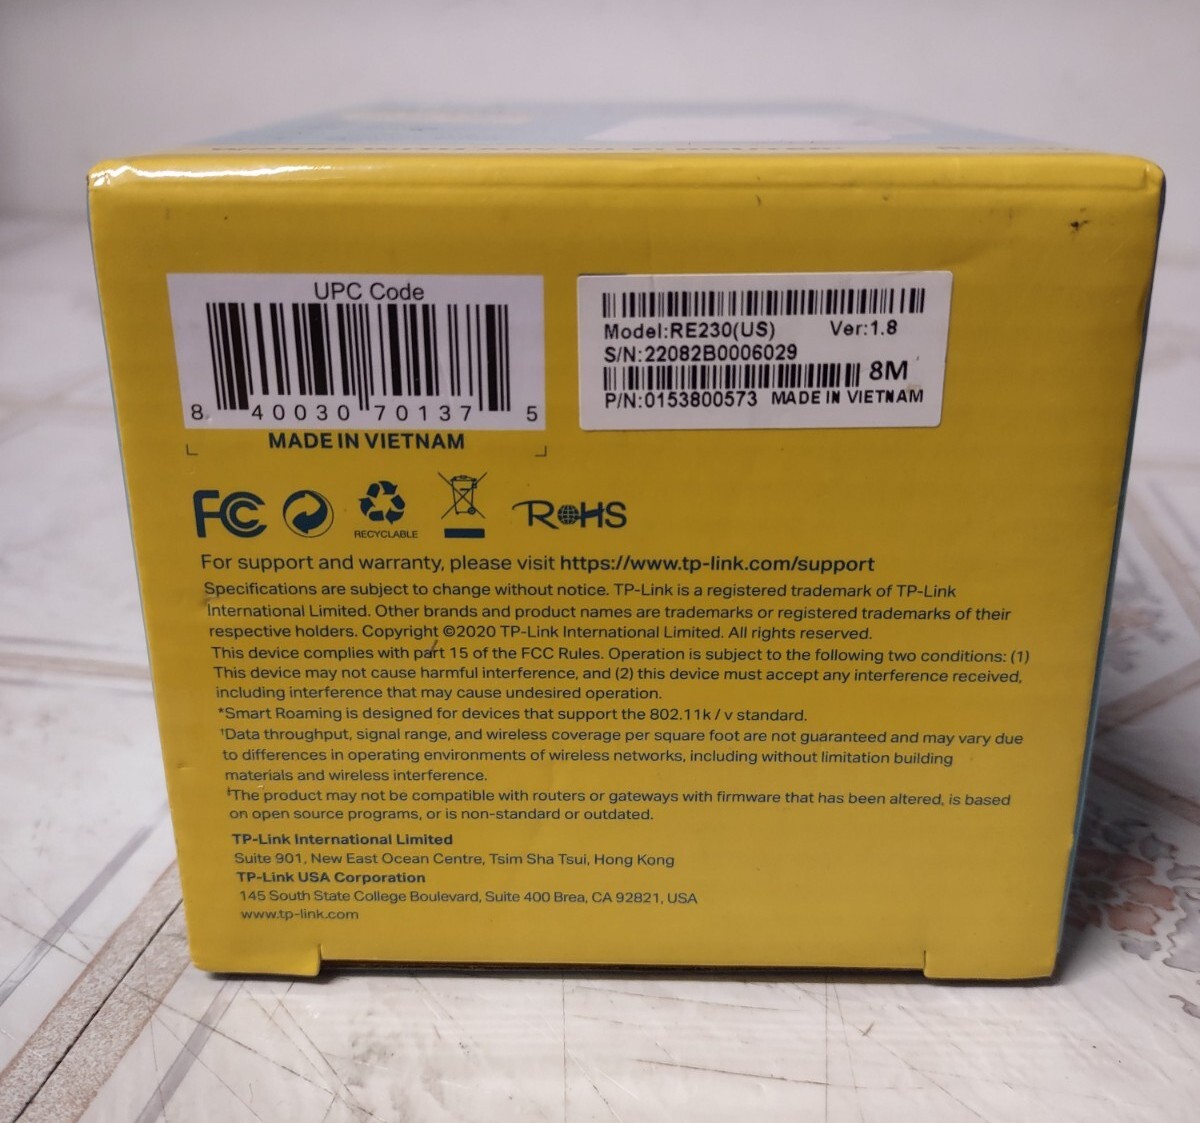 UPC Code
8 40030 70137 5
MADE IN VIETNAM
Model:RE230(US) Ver:1.8
S/N:22082B0006029
8M
P/N:0153800573 MADE IN VIETNAM
FC
RECYCLABLE
RoHS
For support and warranty, please visit https://www.tp-link.com/support
Specifications are subject to change without notice. TP-Link is a registered trademark of TP-Link
International Limited. Other brands and product names are trademarks or registered trademarks of their
respective holders. Copyright ©2020 TP-Link International Limited. All rights reserved.
This device complies with part 15 of the FCC Rules. Operation is subject to the following two conditions: (1)
This device may not cause harmful interference, and (2) this device must accept any interference received,
including interference that may cause undesired operation.
*Smart Roaming is designed for devices that support the 802.11k / v standard.
†Data throughput, signal range, and wireless coverage per square foot are not guaranteed and may vary due
to differences in operating environments of wireless networks, including without limitation building
materials and wireless interference.
‡The product may not be compatible with routers or gateways with firmware that has been altered, is based
on open source programs, or is non-standard or outdated.
TP-Link International Limited
Suite 901, New East Ocean Centre, Tsim Sha Tsui, Hong Kong
TP-Link USA Corporation
145 South State College Boulevard, Suite 400 Brea, CA 92821, USA
www.tp-link.com